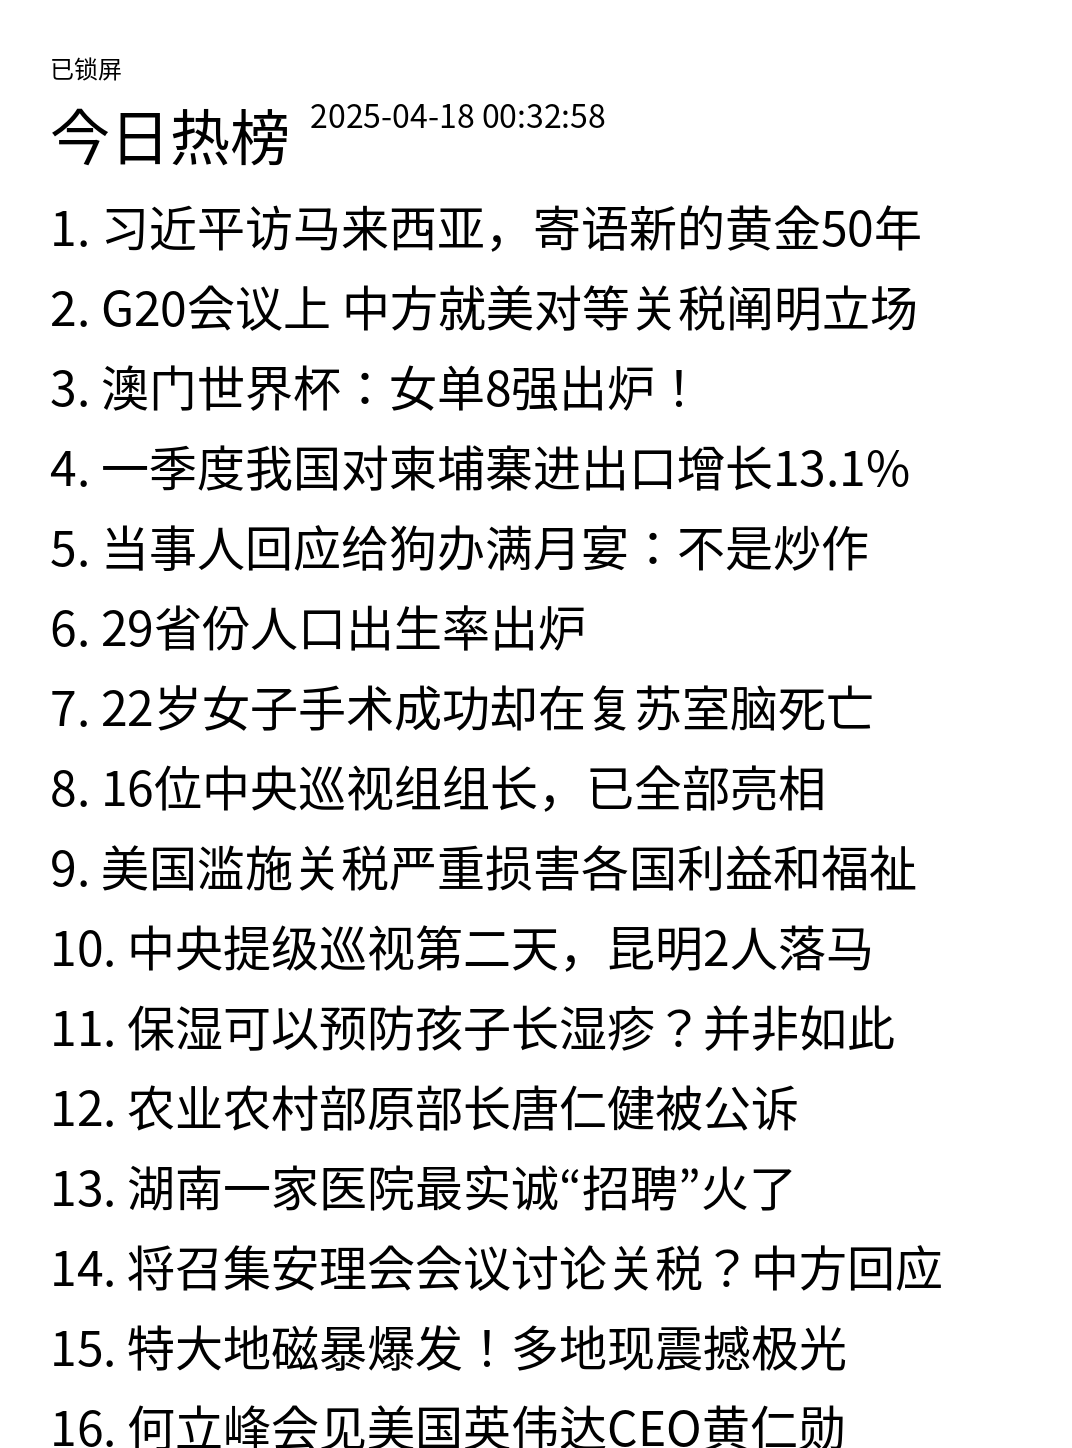 已锁屏
今日热榜 2025-04-18 00:32:58
1. 习近平访马来西亚，寄语新的黄金50年
2. G20会议上 中方就美对等关税阐明立场
3. 澳门世界杯：女单8强出炉！
4. 一季度我国对柬埔寨进出口增长13.1%
5. 当事人回应给狗办满月宴：不是炒作
6. 29省份人口出生率出炉
7. 22岁女子手术成功却在复苏室脑死亡
8. 16位中央巡视组组长，已全部亮相
9. 美国滥施关税严重损害各国利益和福祉
10. 中央提级巡视第二天，昆明2人落马
11. 保湿可以预防孩子长湿疹？并非如此
12. 农业农村部原部长唐仁健被公诉
13. 湖南一家医院最实诚“招聘”火了
14. 将召集安理会会议讨论关税？中方回应
15. 特大地磁暴爆发！多地现震撼极光
16. 何立峰会见美国英伟达CEO黄仁勋